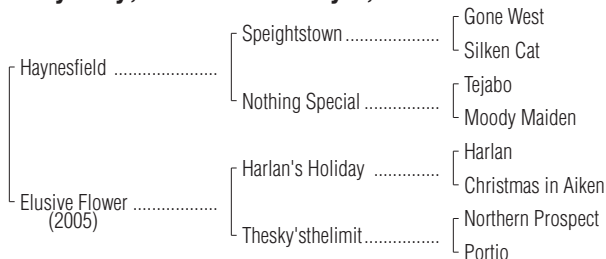 Gone West
Speightstown ..................
Silken Cat
Haynesfield ......................
Tejabo
Nothing Special ................
Moody Maiden
Harlan
Harlan's Holiday ..............
Christmas in Aiken
Elusive Flower ..................
(2005)
Northern Prospect
Thesky'sthelimit................
Portio